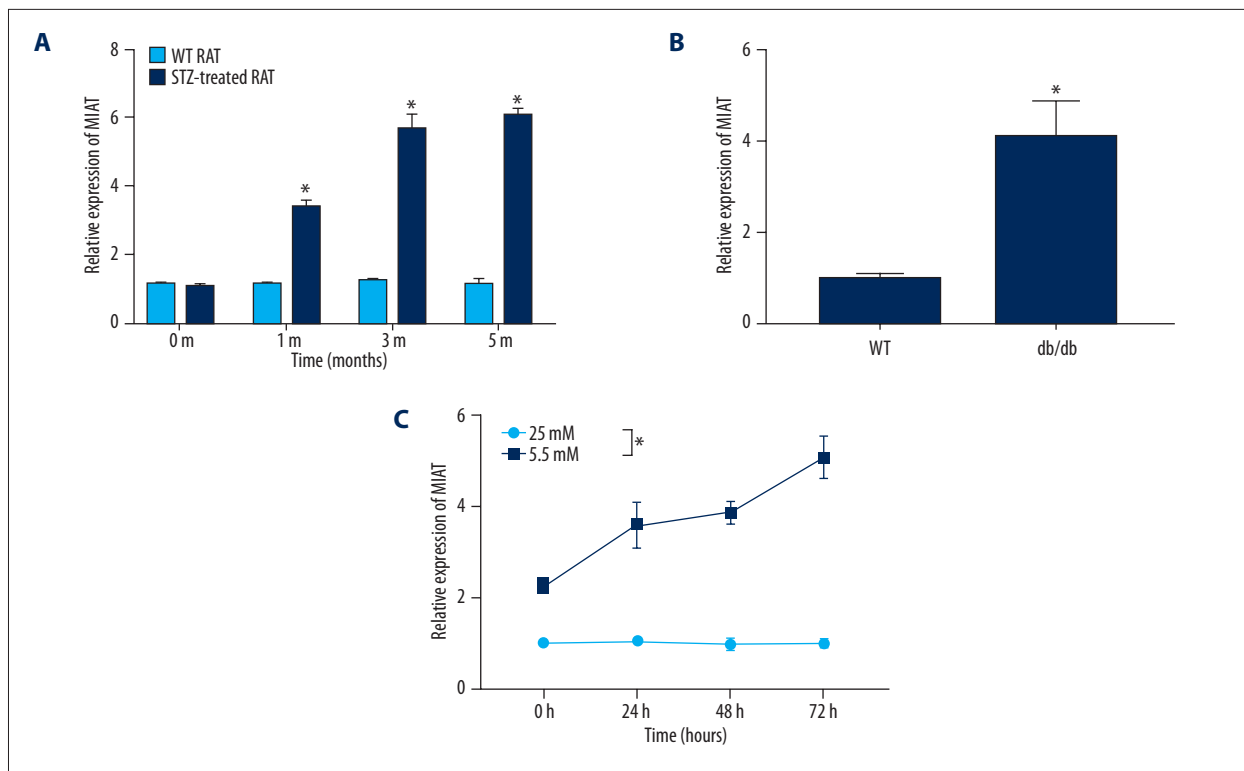 A
8
6
4
2
0
Relative expression of MIAT
WT RAT
STZ-treated RAT
*
*
*
0 m 1 m 3 m 5 m
Time (months)
B
6
4
2
0
Relative expression of MIAT
*
WT db/db
C
6
4
2
0
Relative expression of MIAT
25 mM
5.5 mM
*
0 h 24 h 48 h 72 h
Time (hours)